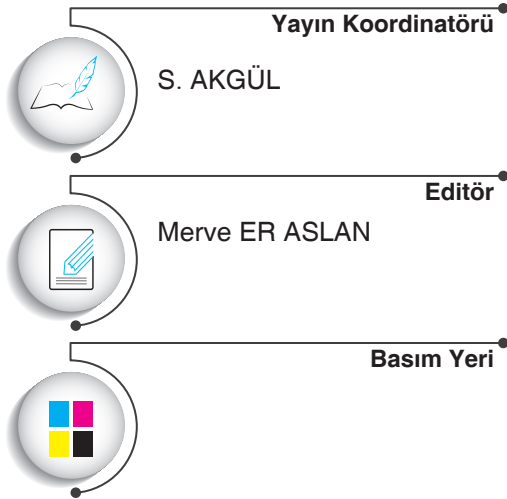 Yayın Koordinatörü
S. AKGÜL
Editör
Merve ER ASLAN
Basım Yeri